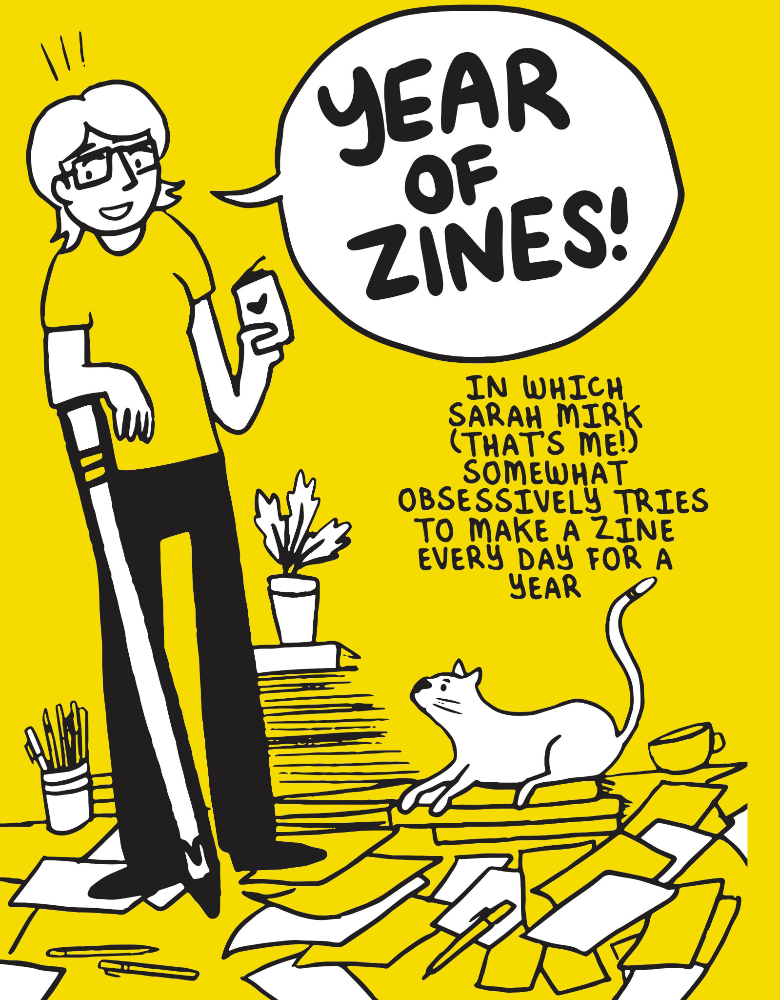 YEAR
OF
ZINES!
IN WHICH
SARAH MIRK
(THAT'S ME!)
SOMEWHAT
OBSESSIVELY TRIES
TO MAKE A ZINE
EVERY DAY FOR A
YEAR